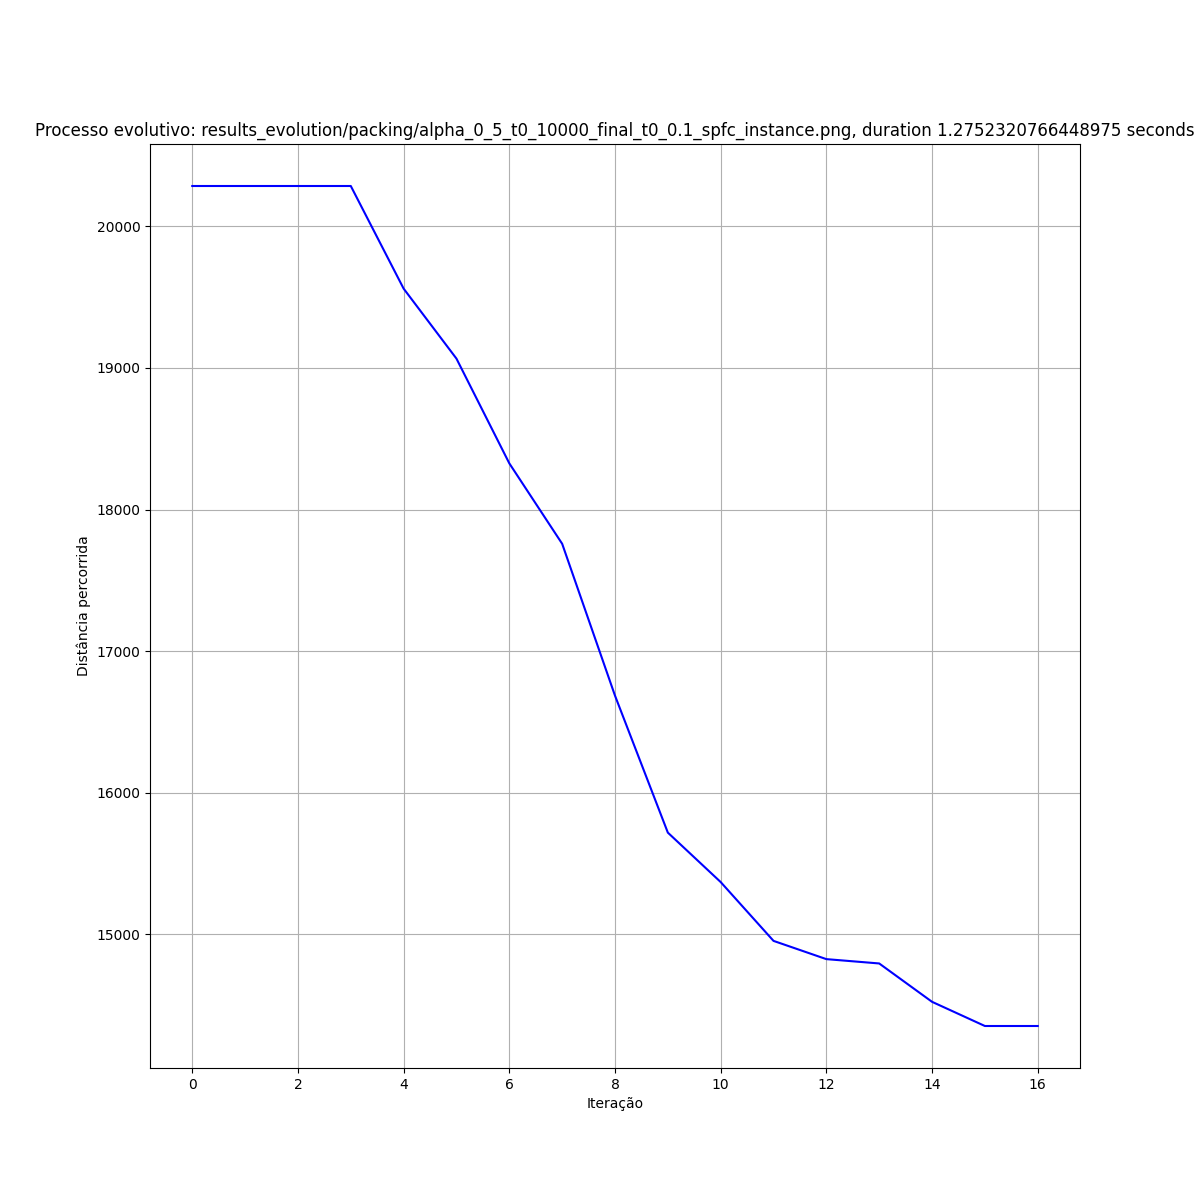 Processo evolutivo: results_evolution/packing/alpha_0_5_t0_10000_final_t0_0.1_spfc_instance.png, duration 1.2752320766448975 seconds
20000
19000
18000
17000
16000
15000
Distância percorrida
0 2 4 6 8 10 12 14 16
Iteração